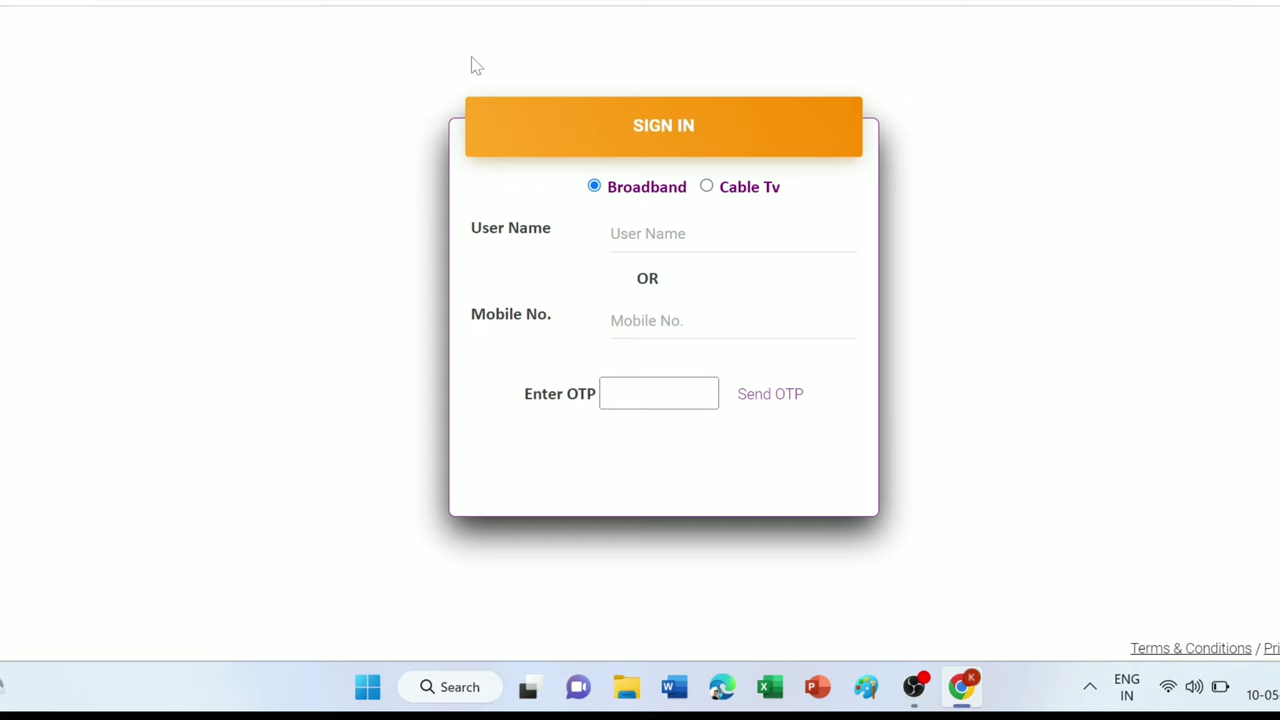 SIGN IN
Broadband Cable Tv
User Name User Name
OR
Mobile No. Mobile No.
Enter OTP Send OTP
Terms & Conditions / Pri
Search
ENG
IN
10-05